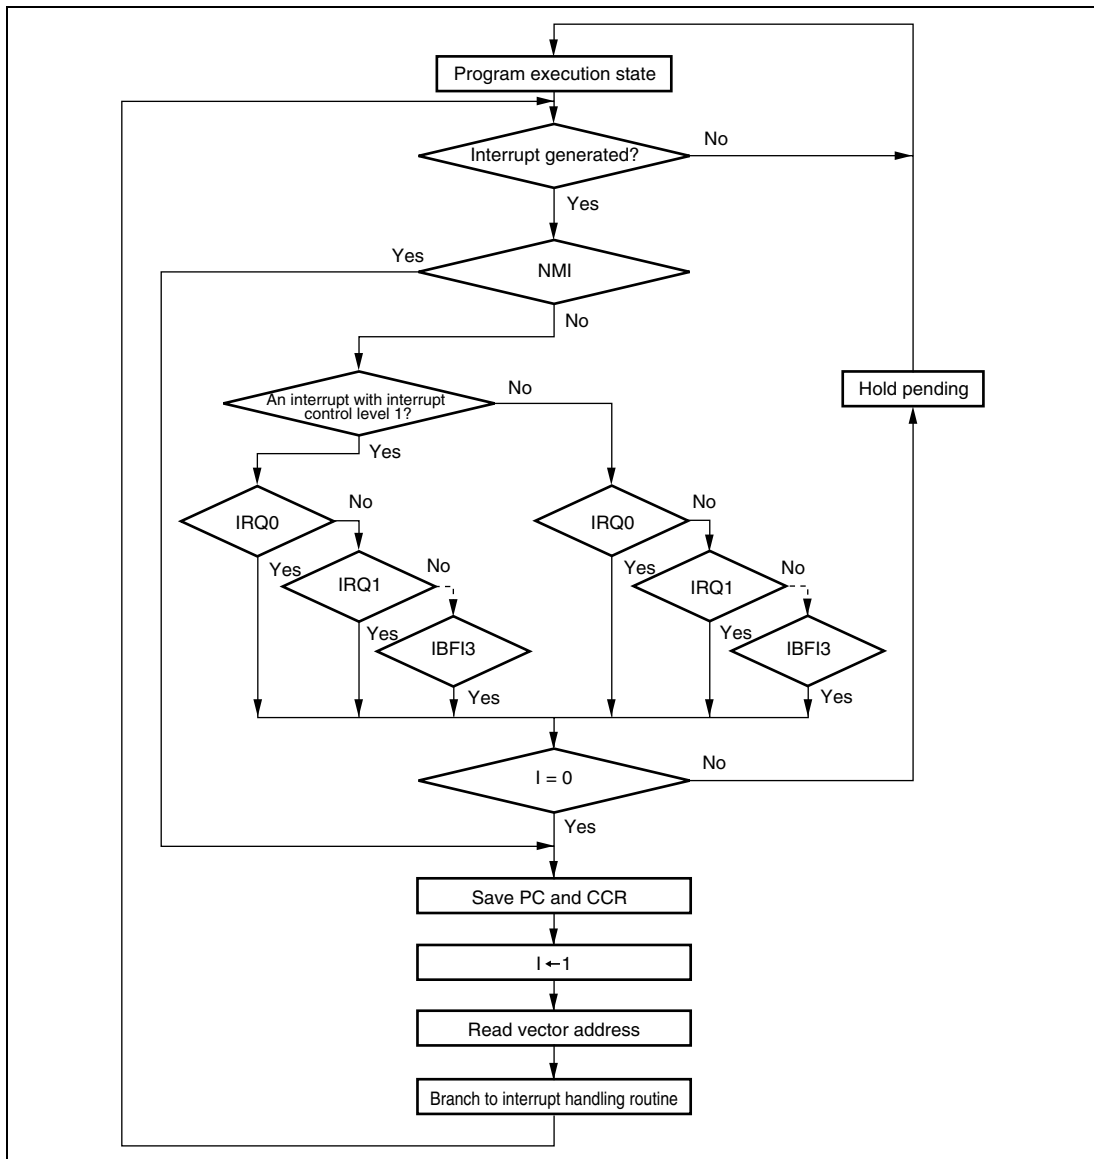 Program execution state
Interrupt generated?
No
Yes
Yes
NMI
No
An interrupt with interrupt
control level 1?
No
Yes
Hold pending
IRQ0
No
Yes
IRQ1
No
Yes
IBFI3
Yes
IRQ0
No
Yes
IRQ1
No
Yes
IBFI3
Yes
I = 0
No
Yes
Save PC and CCR
I ←1
Read vector address
Branch to interrupt handling routine